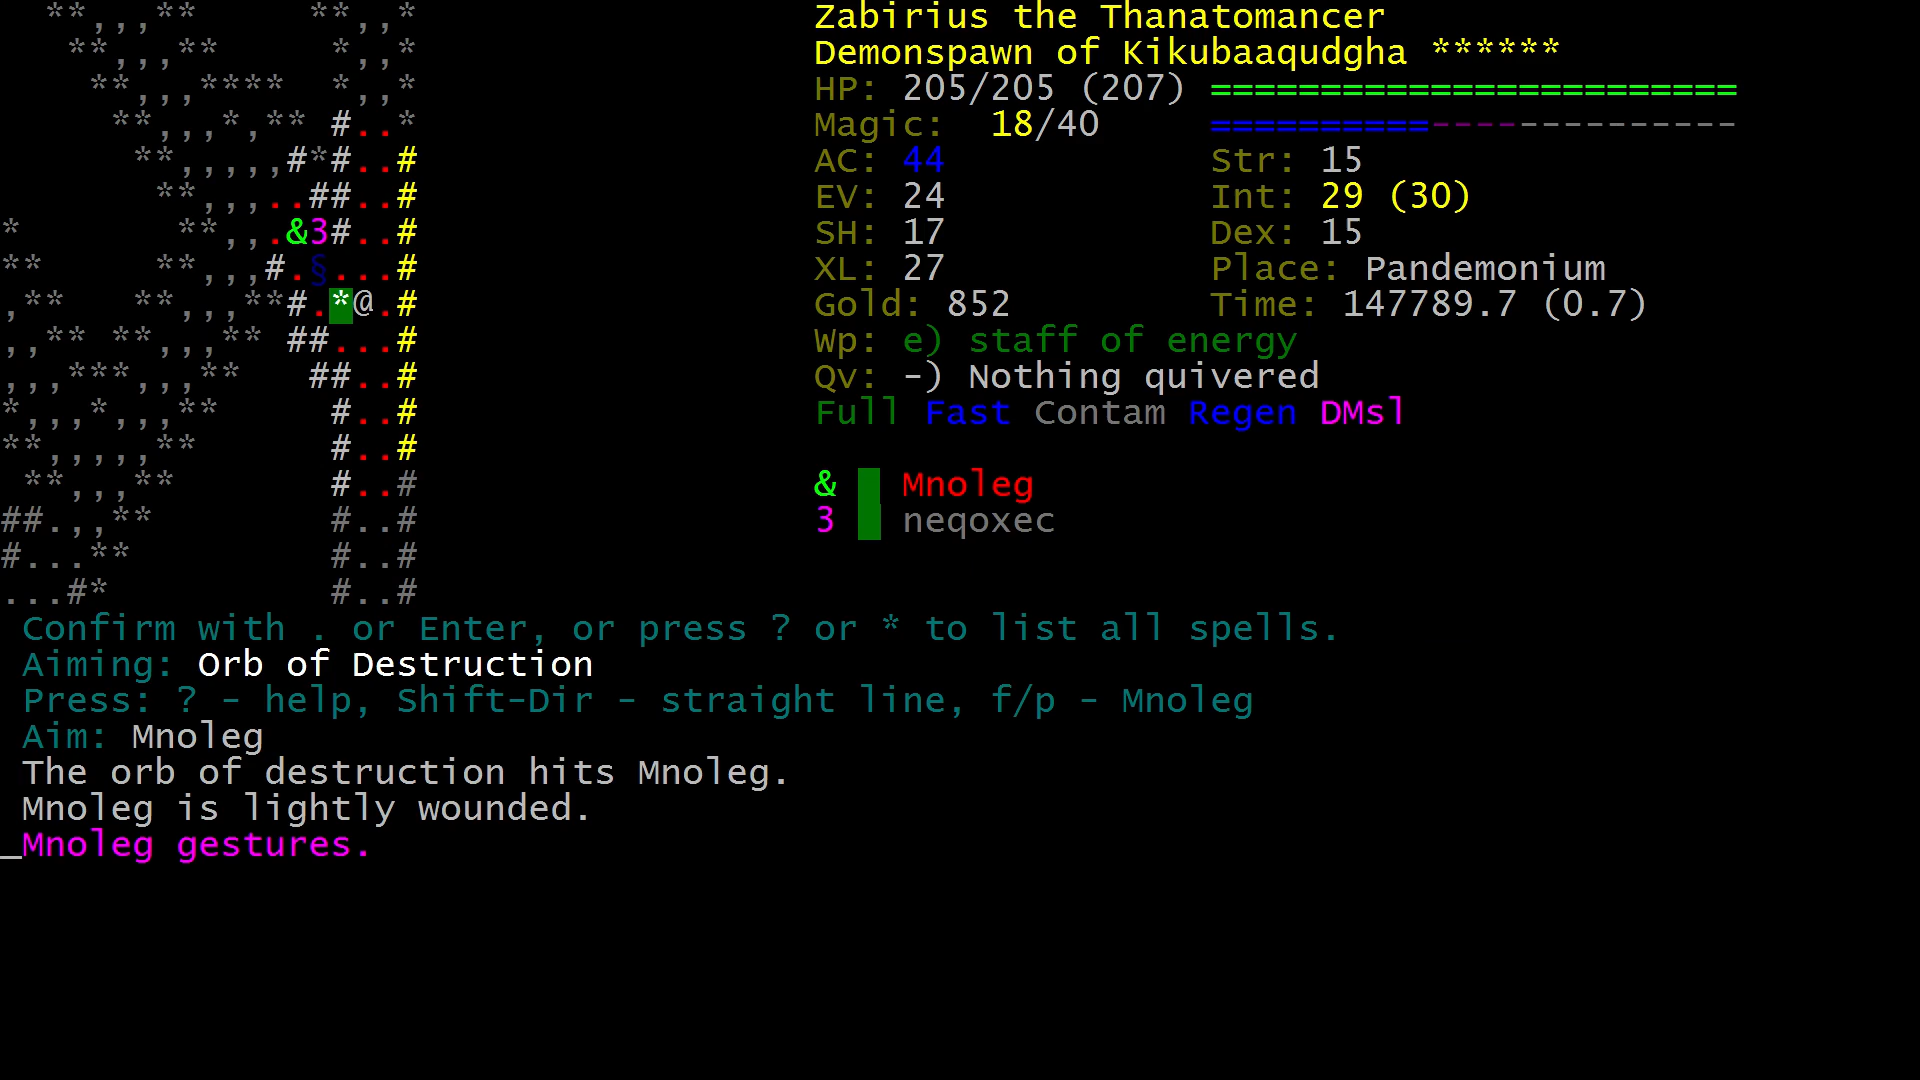 **,,,**     **,,*   Zabirius the Thanatomancer
   **,,,**     *,,*   Demonspawn of Kikubaaqudgha ******
    **,,,****  *,,*   HP: 205/205 (207) ========================
     **,,,*,** #..*   Magic:  18/40     ==========--------------
      **,,,,,#*#..#   AC: 44            Str: 15
       **,,,..##..#   EV: 24            Int: 29 (30)
*       **,,.&3#..#   SH: 17            Dex: 15
**     **,,,#.§...#   XL: 27            Place: Pandemonium
,**   **,,,**#.*@.#   Gold: 852         Time: 147789.7 (0.7)
,,** **,,,** ##...#   Wp: e) staff of energy
,,,***,,,**   ##..#   Qv: -) Nothing quivered
*,,,*,,,**     #..#   Full Fast Contam Regen DMsl
**,,,,,**      #..#
 **,,,**       #..#   & Mnoleg
##.,,**        #..#   3 neqoxec
#...**         #..#
...#*          #..#
Confirm with . or Enter, or press ? or * to list all spells.
Aiming: Orb of Destruction
Press: ? - help, Shift-Dir - straight line, f/p - Mnoleg
Aim: Mnoleg
The orb of destruction hits Mnoleg.
Mnoleg is lightly wounded.
_Mnoleg gestures.